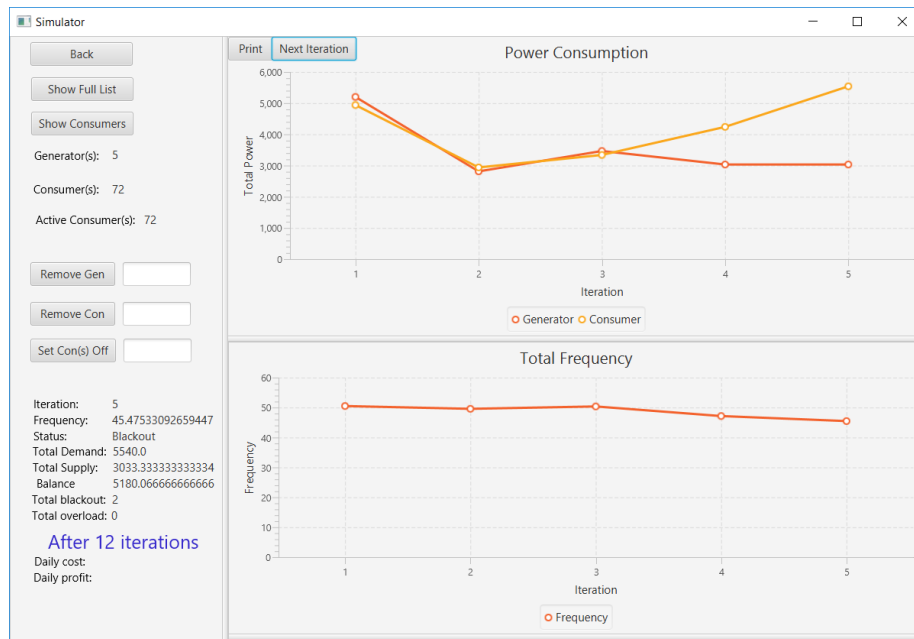 Simulator
Back
Show Full List
Show Consumers
Generator(s): 5
Consumer(s): 72
Active Consumer(s): 72
Remove Gen
Remove Con
Set Con(s) Off
Iteration: 5
Frequency: 45.47533092659447
Status: Blackout
Total Demand: 5540.0
Total Supply: 3033.333333333334
Balance 5180.066666666666
Total blackout: 2
Total overload: 0
After 12 iterations
Daily cost:
Daily profit:
Print Next Iteration
Power Consumption
6,000
5,000
4,000
3,000
2,000
1,000
0
Total Power
1 2 3 4 5
Iteration
Generator Consumer
Total Frequency
60
50
40
30
20
10
0
Frequency
1 2 3 4 5
Iteration
Frequency